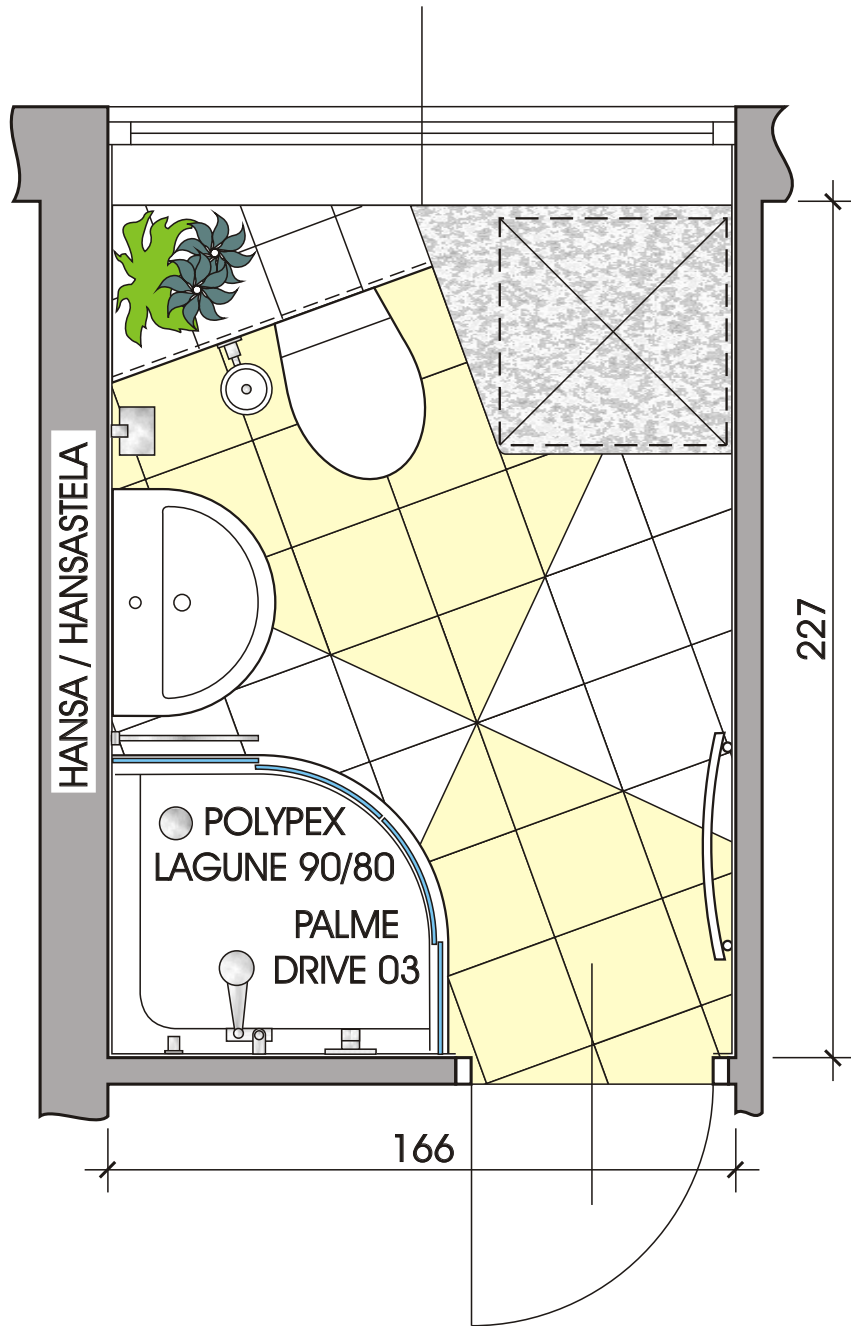 HANSA / HANSASTELA
227
POLYPEX
LAGUNE 90/80
PALME
DRIVE 03
166